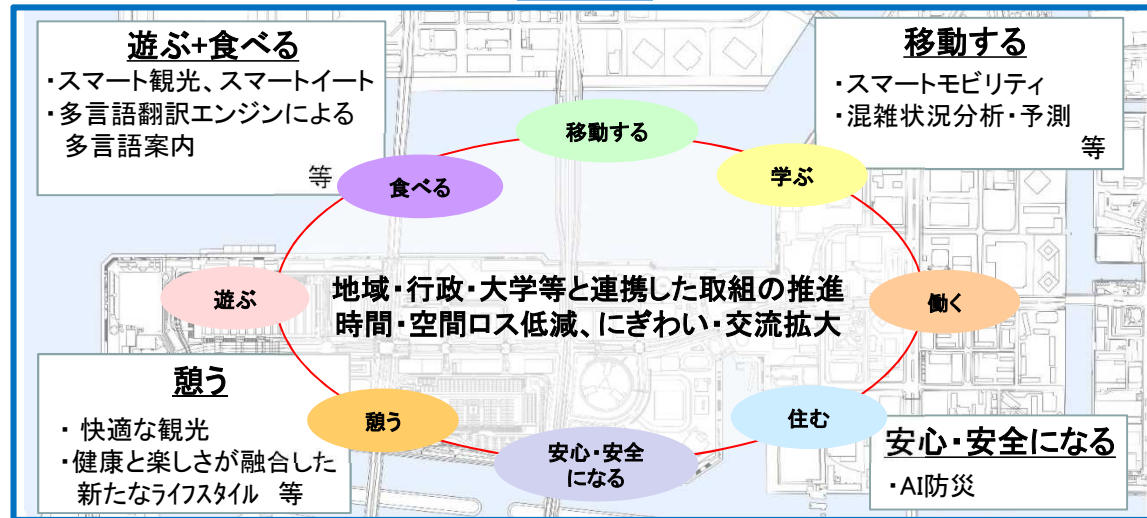 遊ぶ+食べる
・スマート観光、スマートイート
・多言語翻訳エンジンによる
多言語案内
等
移動する
・スマートモビリティ
・混雑状況分析・予測
等
移動する
食べる
学ぶ
遊ぶ
働く
地域・行政・大学等と連携した取組の推進
時間・空間ロス低減、にぎわい・交流拡大
憩う
住む
安心・安全
になる
憩う
・ 快適な観光
・健康と楽しさが融合した
新たなライフスタイル 等
安心・安全になる
・AI防災